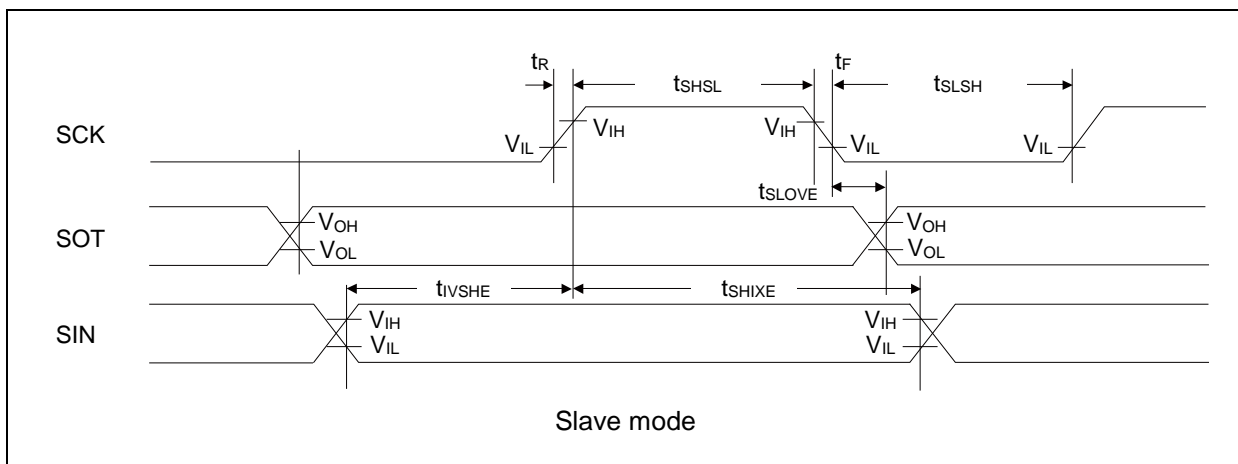 tR tSHSL tF tSLSH
SCK VIL VIH VIH VIL VIL
tSLOVE
SOT VOH VOL VOH VOL
tIVSHE tSHIXE
SIN VIH VIL VIH VIL
Slave mode